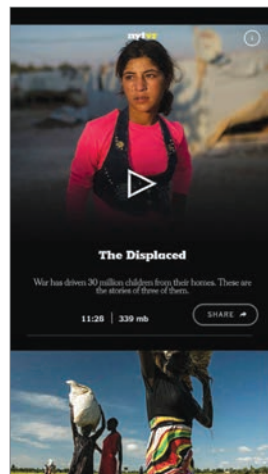 nytvr
The Displaced
War has driven 30 million children from their homes. These are
the stories of three of them.
11:25 | 339 mb
SHARE